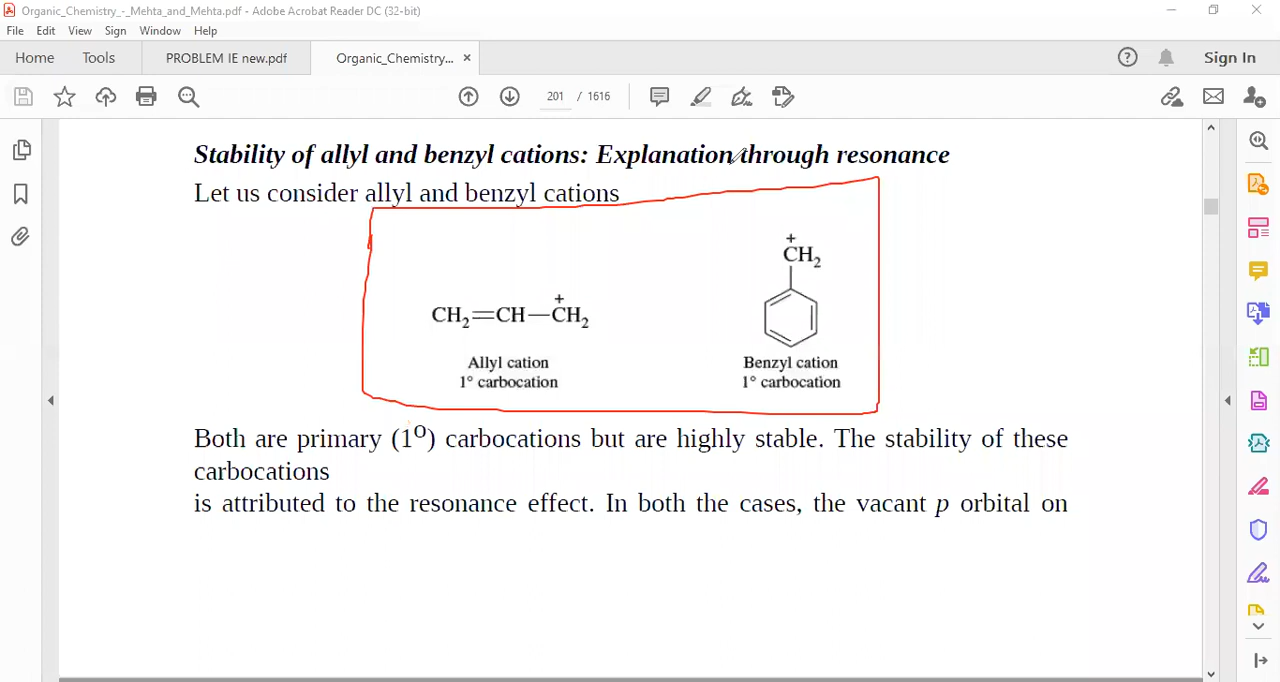 Organic_Chemistry_-_Mehta_and_Mehta.pdf - Adobe Acrobat Reader DC (32-bit)
File Edit View Sign Window Help
Home Tools PROBLEM IE new.pdf Organic_Chemistry... × Sign In
201 / 1616
Stability of allyl and benzyl cations: Explanation through resonance
Let us consider allyl and benzyl cations
+
CH₂
+
CH₂=CH—CH₂
Allyl cation Benzyl cation
1° carbocation 1° carbocation
Both are primary (1⁰) carbocations but are highly stable. The stability of these
carbocations
is attributed to the resonance effect. In both the cases, the vacant p orbital on